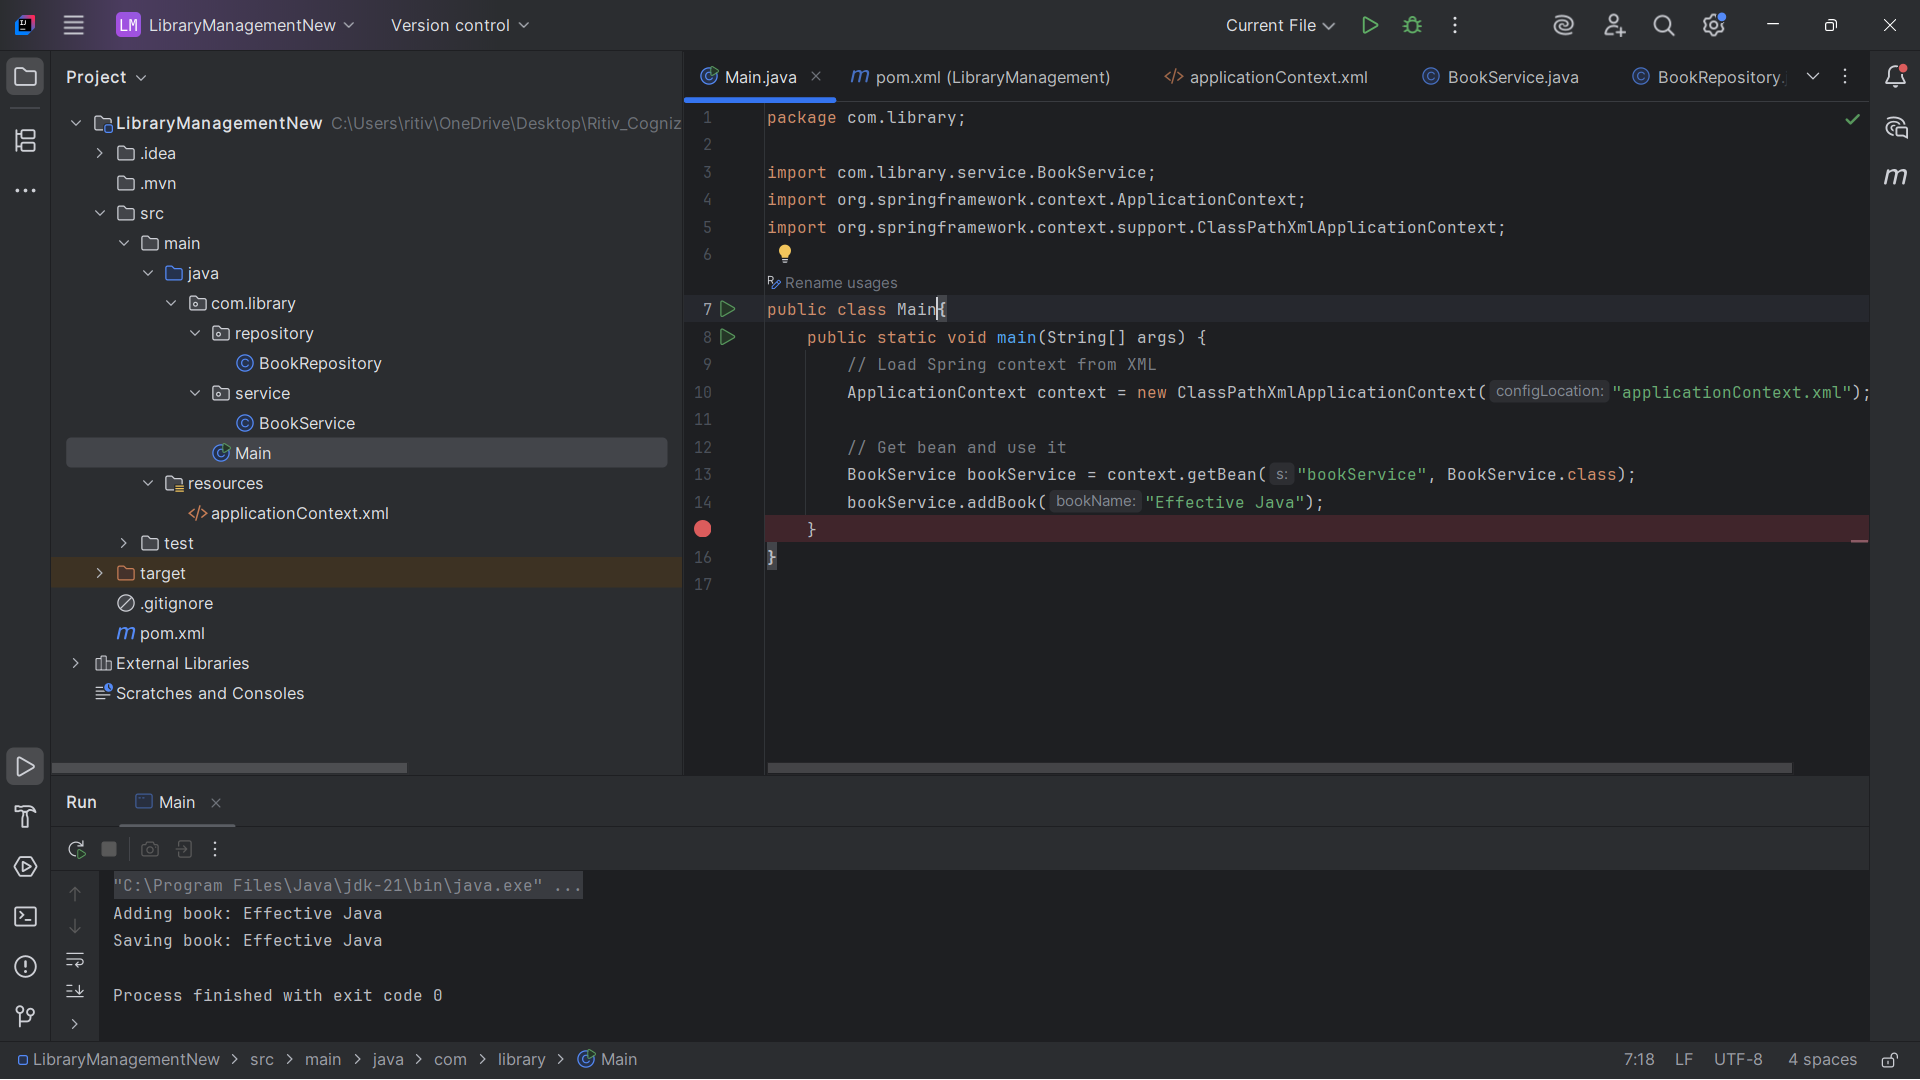 LM LibraryManagementNew
Version control
Current File
Project
LibraryManagementNew C:\Users\ritiv\OneDrive\Desktop\Ritiv_Cogniz
.idea
.mvn
src
main
java
com.library
repository
BookRepository
service
BookService
Main
resources
applicationContext.xml
test
target
.gitignore
pom.xml
External Libraries
Scratches and Consoles
Main.java
pom.xml (LibraryManagement)
applicationContext.xml
BookService.java
BookRepository.
1 package com.library;
2
3 import com.library.service.BookService;
4 import org.springframework.context.ApplicationContext;
5 import org.springframework.context.support.ClassPathXmlApplicationContext;
6
Rename usages
7 public class Main{
8 public static void main(String[] args) {
9 // Load Spring context from XML
10 ApplicationContext context = new ClassPathXmlApplicationContext( configLocation: "applicationContext.xml");
11
12 // Get bean and use it
13 BookService bookService = context.getBean( s: "bookService", BookService.class);
14 bookService.addBook( bookName: "Effective Java");
}
16 }
17
Run
Main
"C:\Program Files\Java\jdk-21\bin\java.exe" ...
Adding book: Effective Java
Saving book: Effective Java
Process finished with exit code 0
LibraryManagementNew > src > main > java > com > library > Main
7:18 LF UTF-8 4 spaces